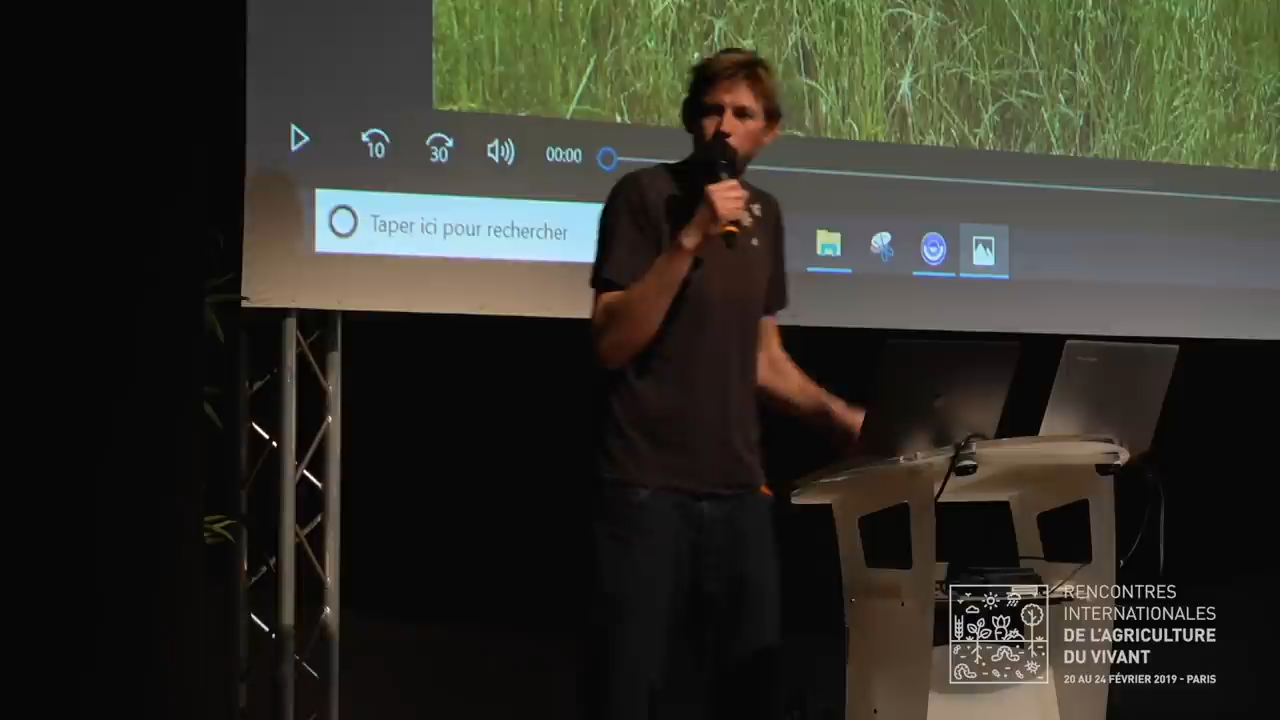 10
30
00:00
Taper ici pour rechercher
RENCONTRES
INTERNATIONALES
DE L'AGRICULTURE
DU VIVANT
20 AU 24 FÉVRIER 2019 - PARIS